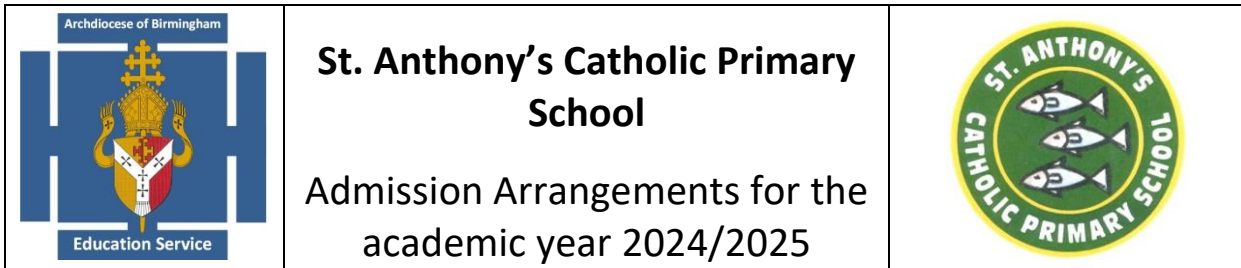 Archdiocese of Birmingham
Education Service
St. Anthony’s Catholic Primary
School
Admission Arrangements for the
academic year 2024/2025
ST. ANTHONY'S
CATHOLIC PRIMARY SCHOOL